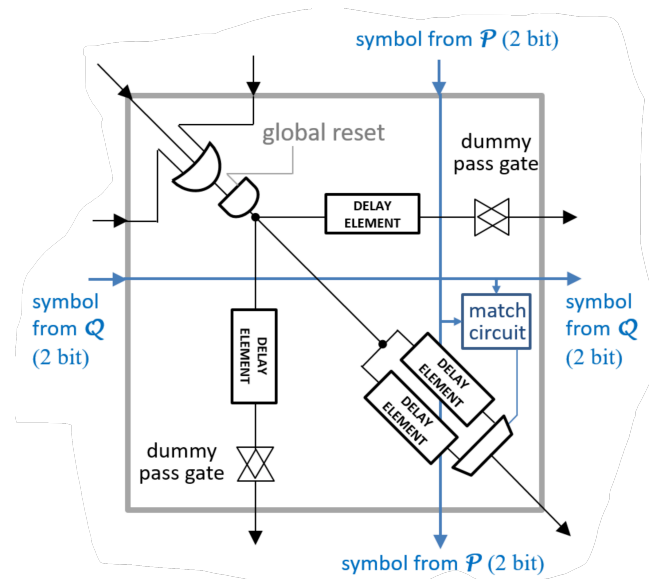 symbol from 𝓟 (2 bit)
global reset
dummy
pass gate
DELAY
ELEMENT
symbol
from 𝓠
(2 bit)
match
circuit
symbol
from 𝓠
(2 bit)
DELAY
ELEMENT
DELAY
ELEMENT
DELAY
ELEMENT
dummy
pass gate
symbol from 𝓟 (2 bit)